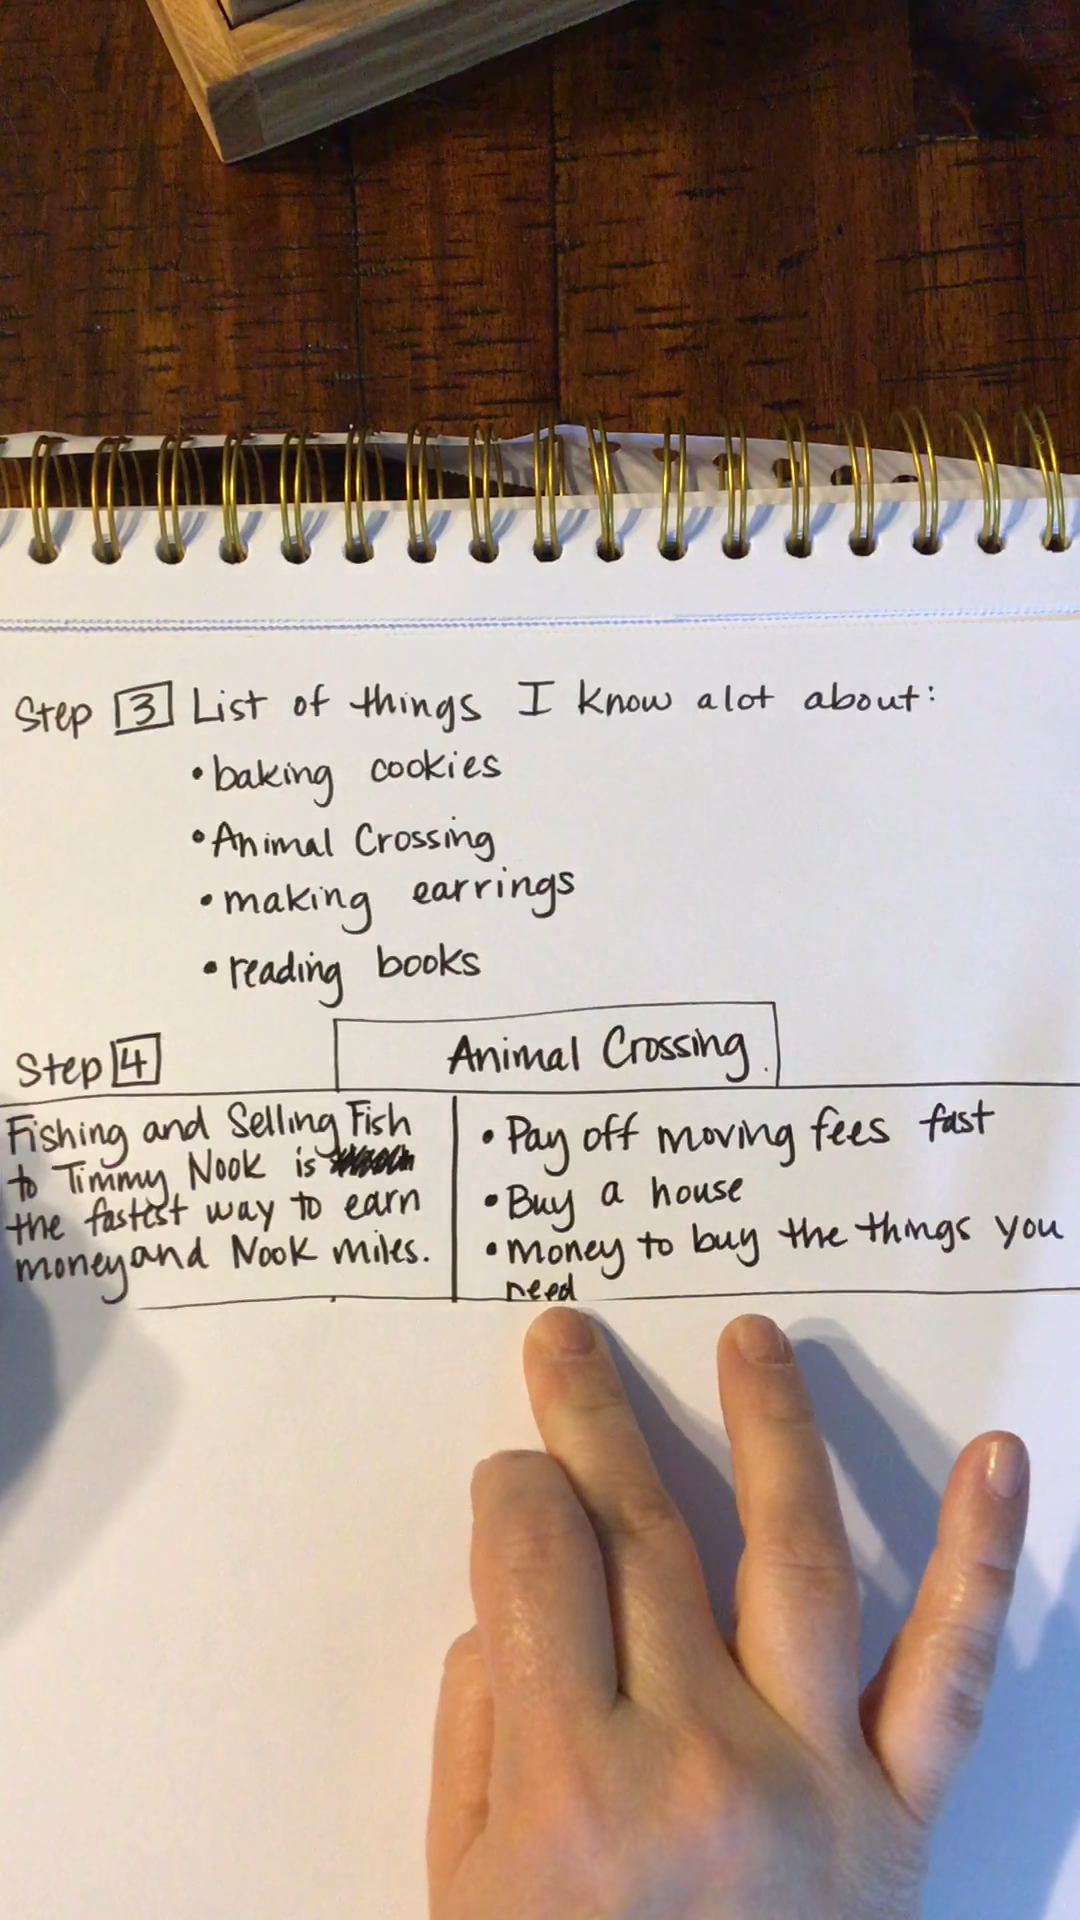 Step 3 List of things I know alot about:
• baking cookies
• Animal Crossing
• making earrings
• reading books
Step 4
Animal Crossing
Fishing and Selling Fish
to Timmy Nook is
the fastest way to earn
money and Nook miles.
• Pay off moving fees fast
• Buy a house
• money to buy the things you
need